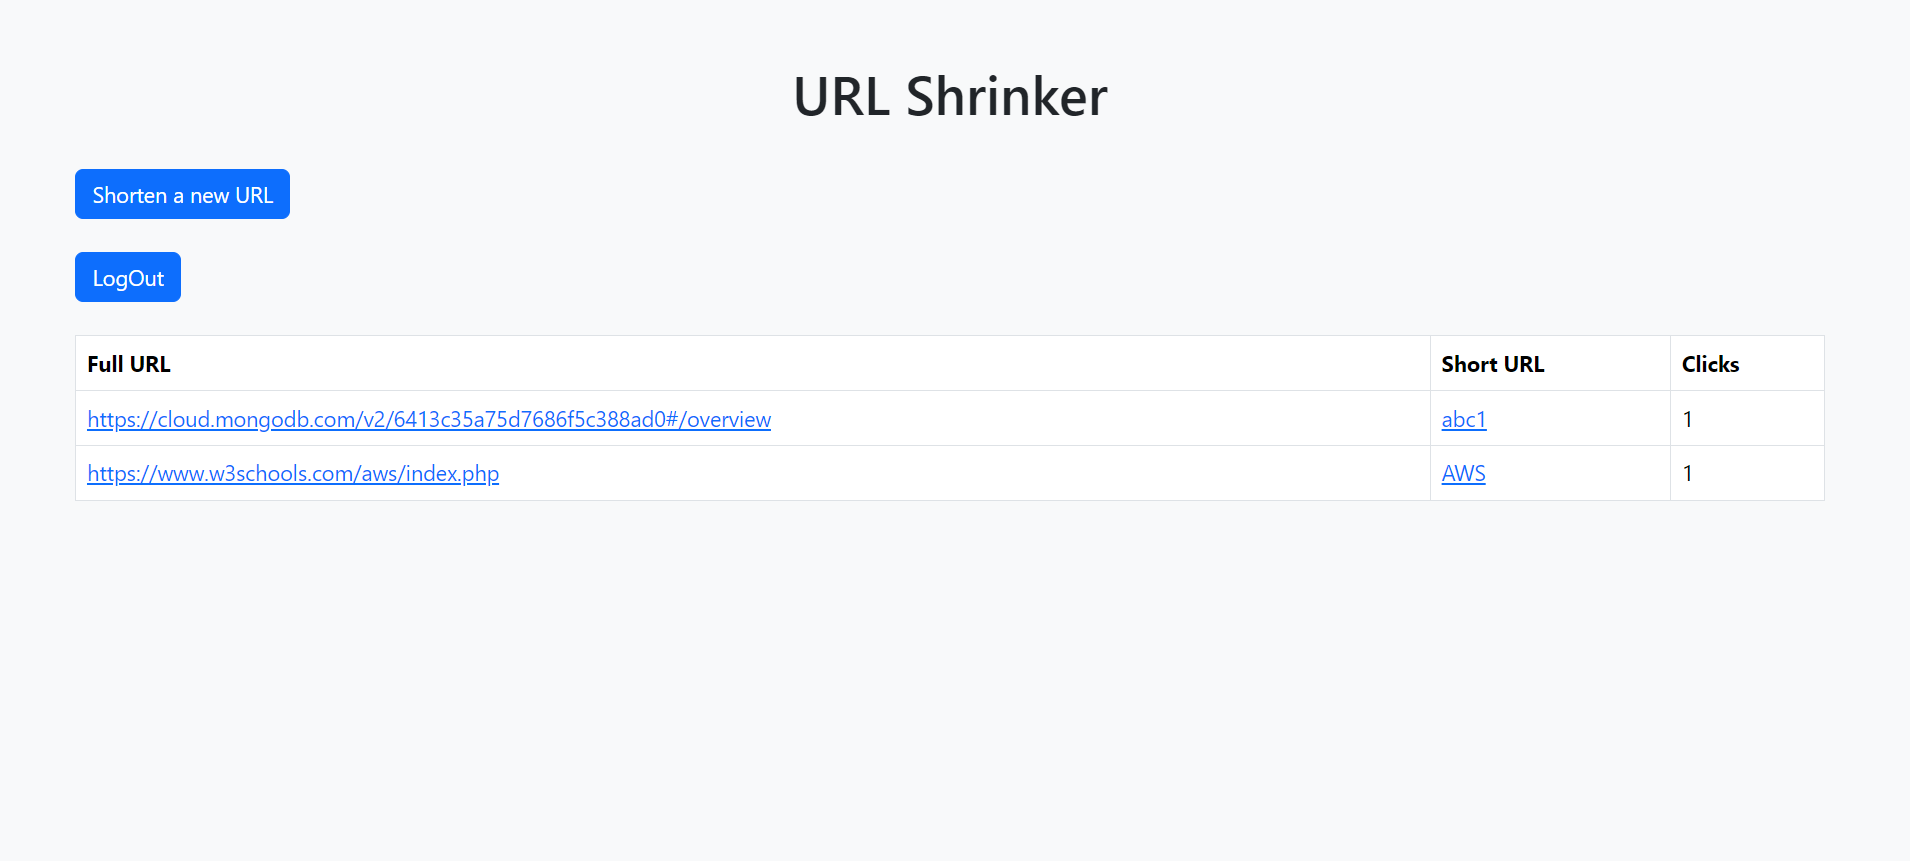 URL Shrinker
Shorten a new URL
LogOut
Full URL Short URL Clicks
https://cloud.mongodb.com/v2/6413c35a75d7686f5c388ad0#/overview abc1 1
https://www.w3schools.com/aws/index.php AWS 1